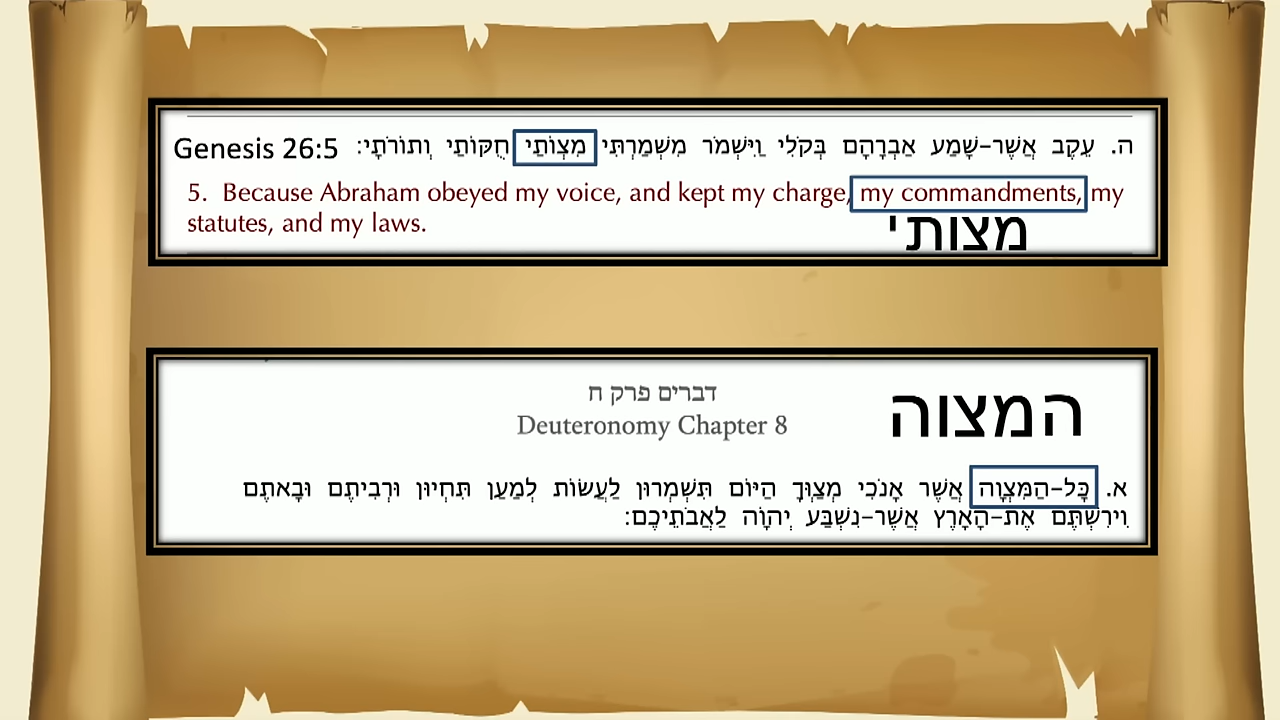 Genesis 26:5
ה. עֵקֶב אֲשֶׁר–שָׁמַע אַבְרָהָם בְּקֹלִי וַיִּשְׁמֹר מִשְׁמַרְתִּי מִצְוֹתַי חֻקּוֹתַי וְתוֹרֹתָי:
5. Because Abraham obeyed my voice, and kept my charge, my commandments, my
statutes, and my laws.
מצותי
דברים פרק ח
Deuteronomy Chapter 8
המצוה
א. כָּל–הַמִּצְוָה אֲשֶׁר אָנֹכִי מְצַוְּךָ הַיּוֹם תִּשְׁמְרוּן לַעֲשׂוֹת לְמַעַן תִּחְיוּן וּרְבִיתֶם וּבָאתֶם
וִירִשְׁתֶּם אֶת–הָאָרֶץ אֲשֶׁר–נִשְׁבַּע יְהוָֹה לַאֲבֹתֵיכֶם: